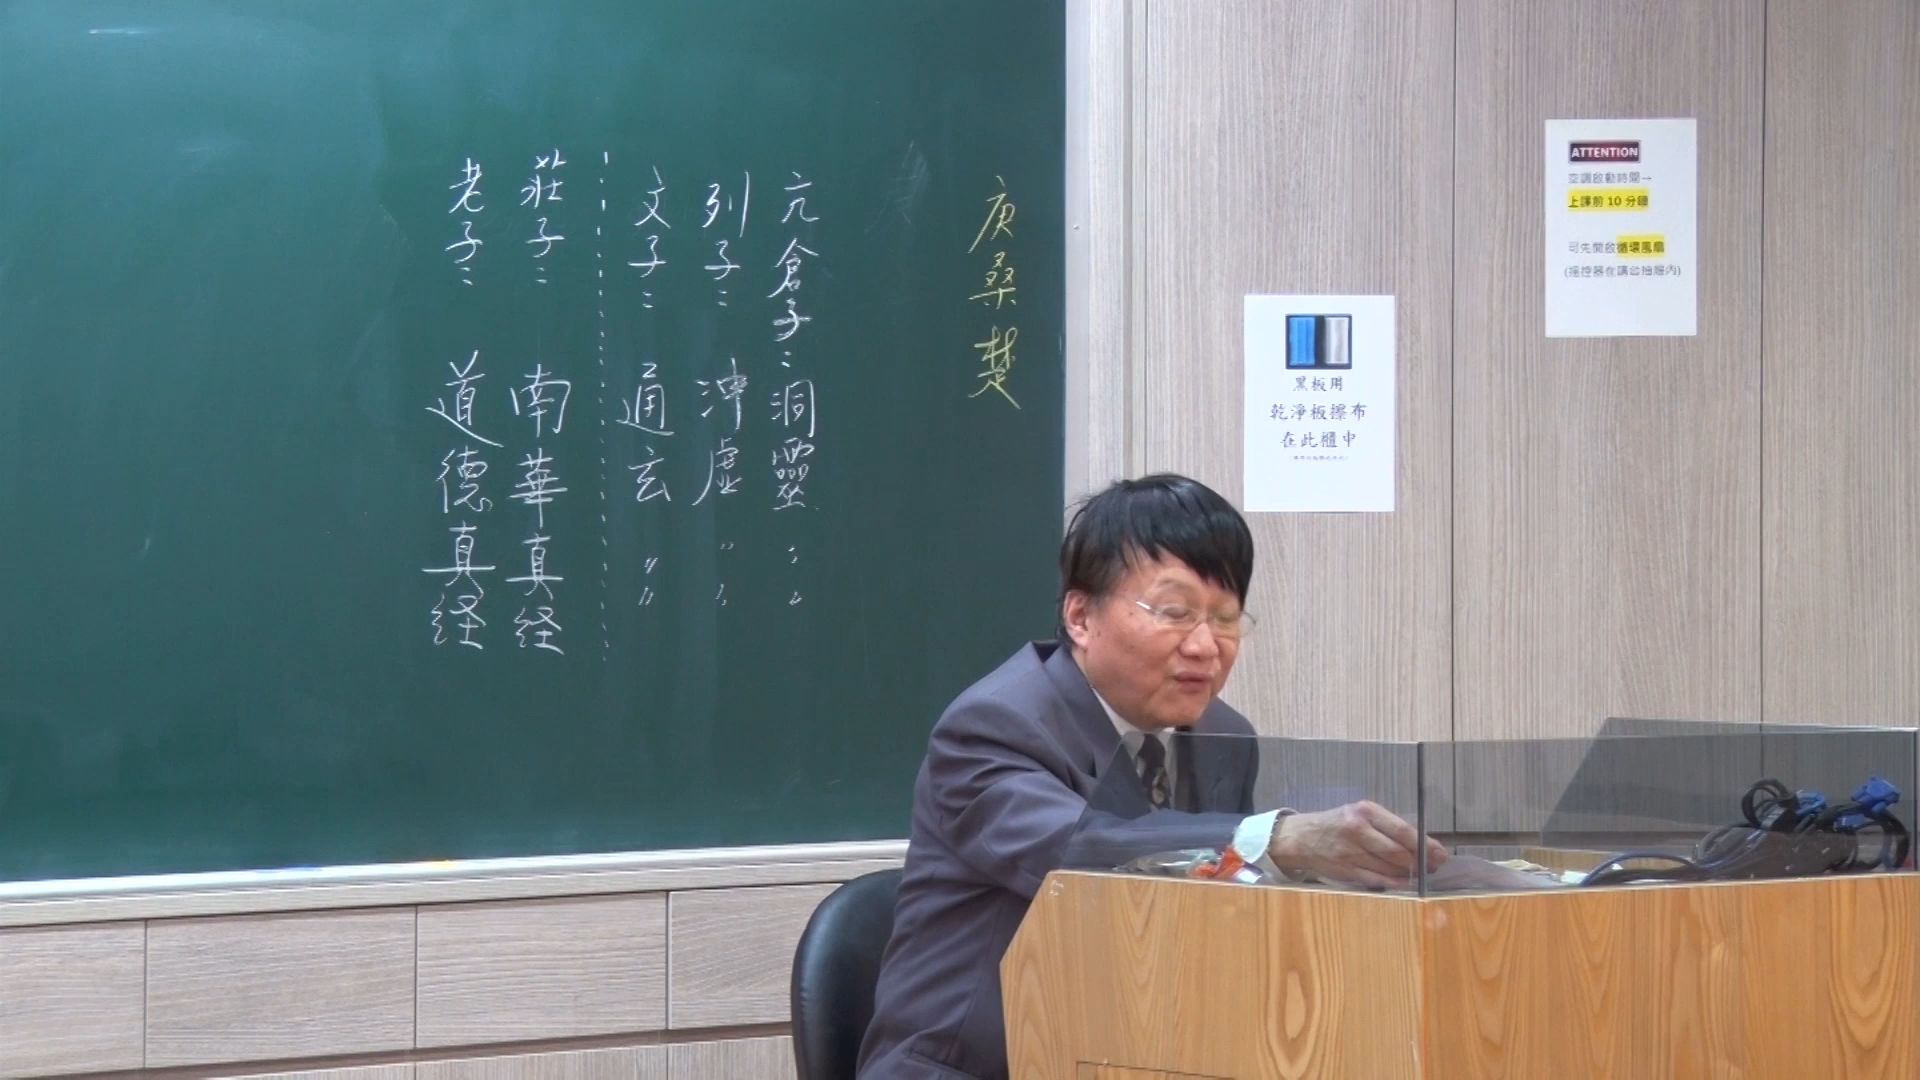 庚桑楚
亢倉子：洞靈〃〃
列子：沖虛〃〃
文子：通玄〃〃
莊子：南華真経
老子：道德真経
ATTENTION
空調啟動時間→
上課前 10 分鐘
可先開啟循環風扇
(搖控器在講台抽屜內)
黑板用
乾淨板擦布
在此櫃中